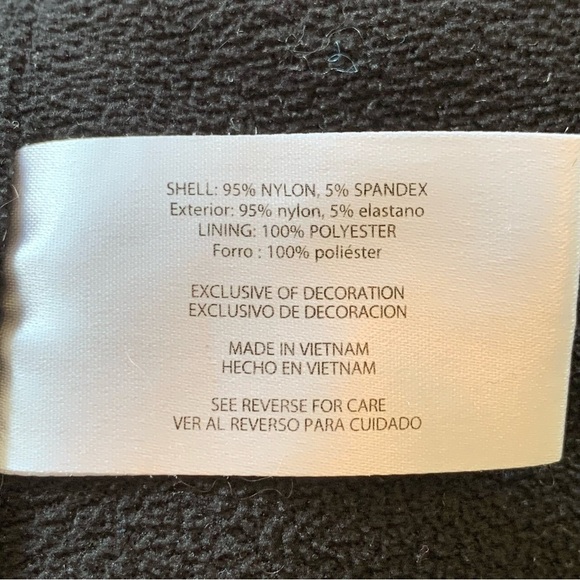 SHELL: 95% NYLON, 5% SPANDEX
Exterior: 95% nylon, 5% elastano
LINING: 100% POLYESTER
Forro : 100% poliéster
EXCLUSIVE OF DECORATION
EXCLUSIVO DE DECORACION
MADE IN VIETNAM
HECHO EN VIETNAM
SEE REVERSE FOR CARE
VER AL REVERSO PARA CUIDADO